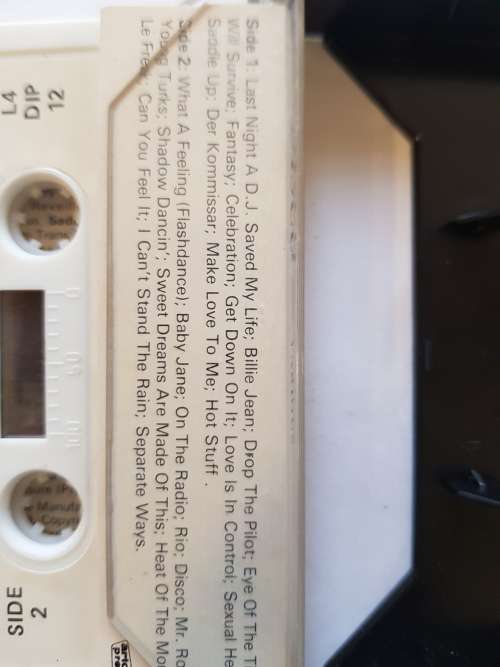 Side 1: Last Night A D.J. Saved My Life; Billie Jean; Drop The Pilot; Eye Of The T
Will Survive; Fantasy; Celebration; Get Down On It; Love Is In Control; Sexual He
Saddle Up; Der Kommissar; Make Love To Me; Hot Stuff .
Side 2: What A Feeling (Flashdance); Baby Jane; On The Radio; Rio; Disco; Mr. Ro
Young Turks; Shadow Dancin'; Sweet Dreams Are Made Of This; Heat Of The Mo
Le Freak; Can You Feel It; I Can't Stand The Rain; Separate Ways.
L4
DIP
12
0 50 100
SIDE
2